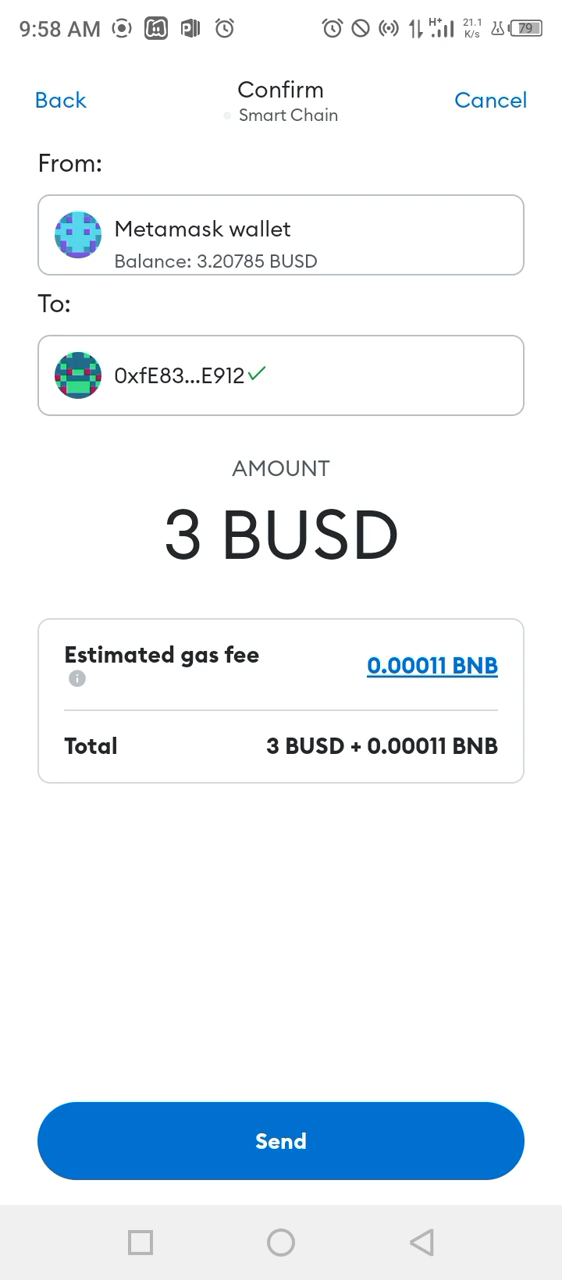 9:58 AM H+ 21.1 K/s 79
Back Confirm Cancel
Smart Chain
From:
Metamask wallet
Balance: 3.20785 BUSD
To:
0xfE83...E912
AMOUNT
3 BUSD
Estimated gas fee 0.00011 BNB
Total 3 BUSD + 0.00011 BNB
Send